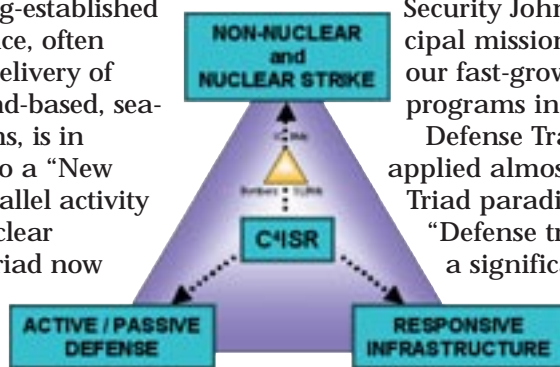 g-established
ce, often
elivery of
nd-based, sea-
ns, is in
o a “New
allel activity
clear
riad now
NON-NUCLEAR
and
NUCLEAR STRIKE
C⁴ISR
ACTIVE / PASSIVE
DEFENSE
RESPONSIVE
INFRASTRUCTURE
Security John
cipal mission
our fast-grow
programs in
Defense Tra
applied almos
Triad paradi
“Defense tr
a signific